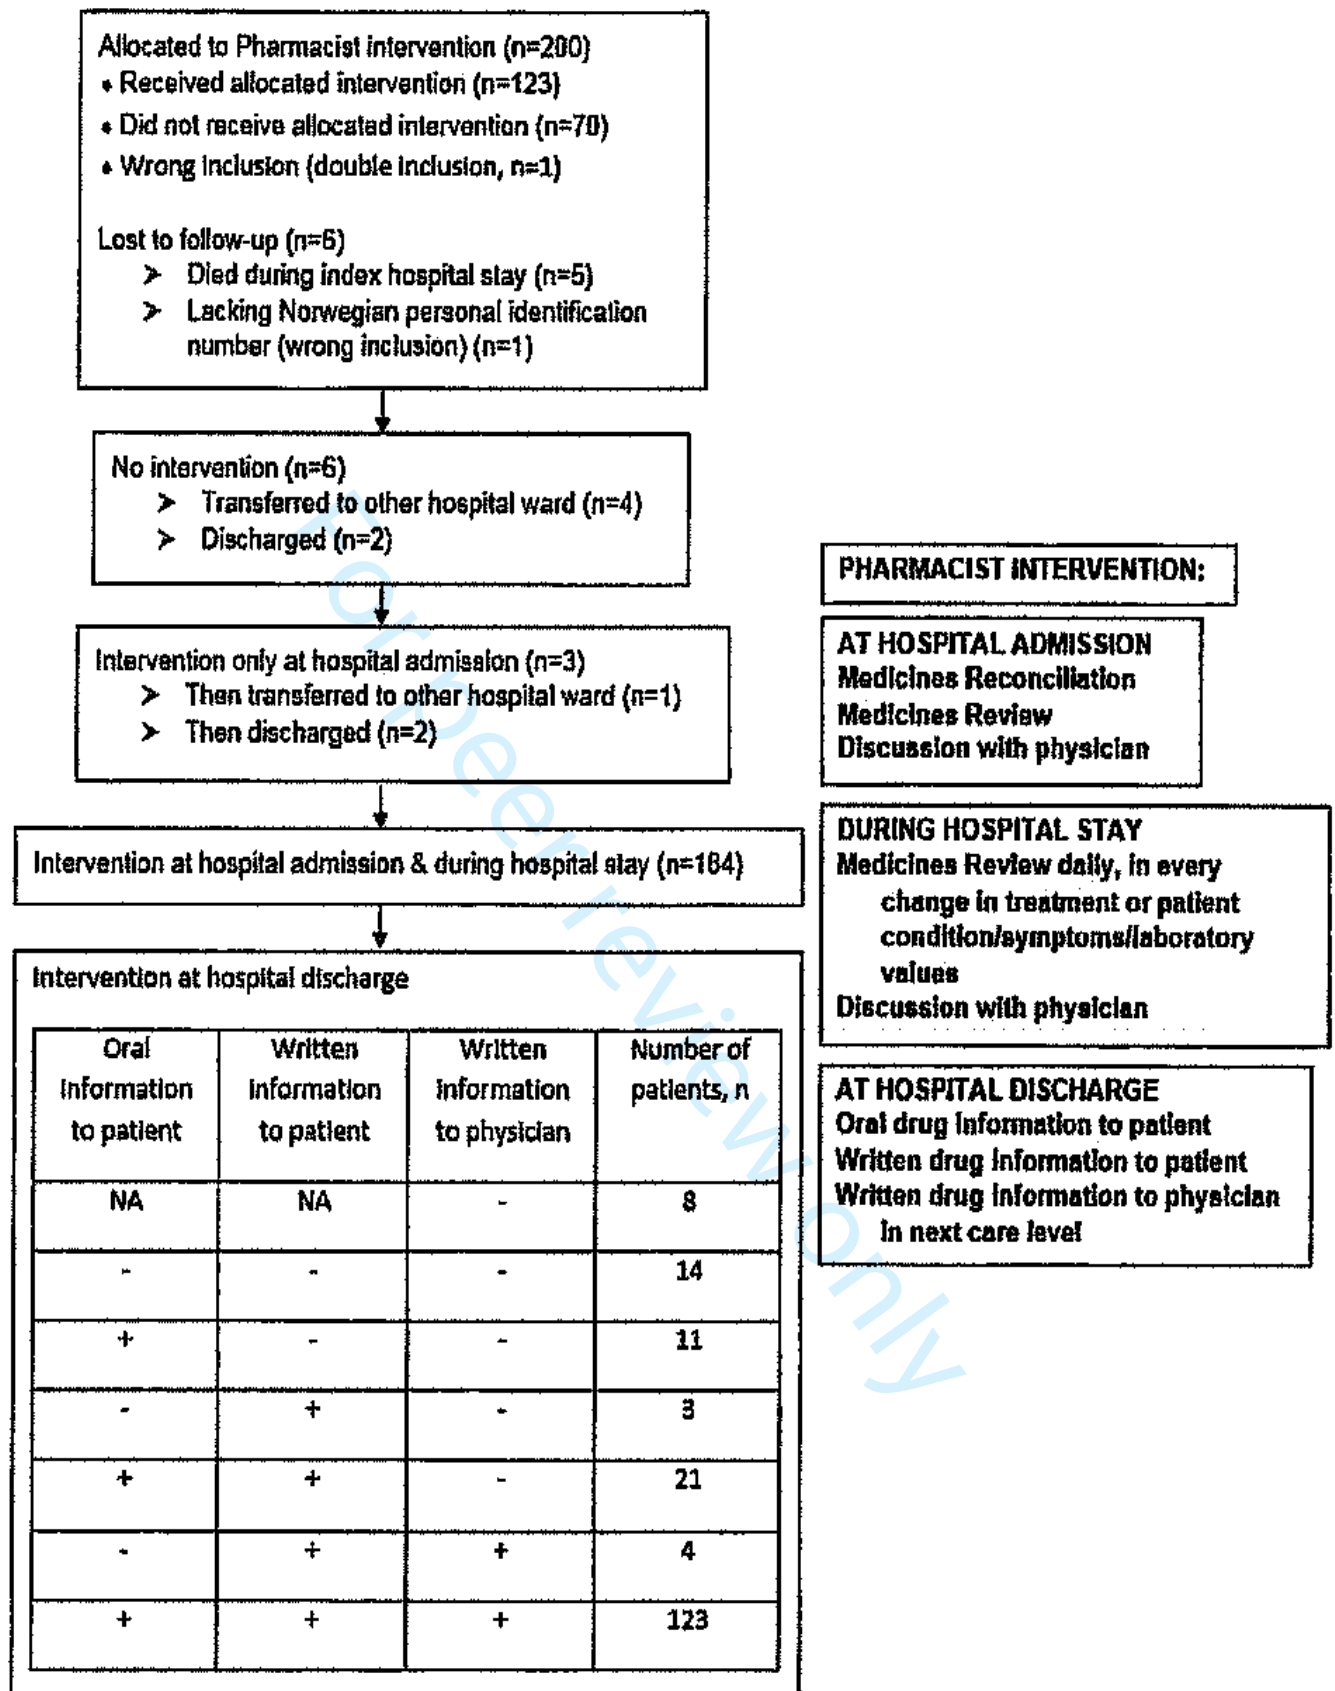 Allocated to Pharmacist intervention (n=200)
• Received allocated intervention (n=123)
• Did not receive allocated intervention (n=70)
• Wrong inclusion (double inclusion, n=1)
Lost to follow-up (n=6)
➢ Died during index hospital stay (n=5)
➢ Lacking Norwegian personal identification
number (wrong inclusion) (n=1)
No intervention (n=6)
➢ Transferred to other hospital ward (n=4)
➢ Discharged (n=2)
Intervention only at hospital admission (n=3)
➢ Then transferred to other hospital ward (n=1)
➢ Then discharged (n=2)
Intervention at hospital admission & during hospital stay (n=184)
Intervention at hospital discharge
Oral information to patient | Written information to patient | Written information to physician | Number of patients, n
NA NA - 8
- - - 14
+ - - 11
- + - 3
+ + - 21
- + + 4
+ + + 123
PHARMACIST INTERVENTION:
AT HOSPITAL ADMISSION
Medicines Reconciliation
Medicines Review
Discussion with physician
DURING HOSPITAL STAY
Medicines Review daily, in every
change in treatment or patient
condition/symptoms/laboratory
values
Discussion with physician
AT HOSPITAL DISCHARGE
Oral drug information to patient
Written drug information to patient
Written drug information to physician
in next care level
For peer review only